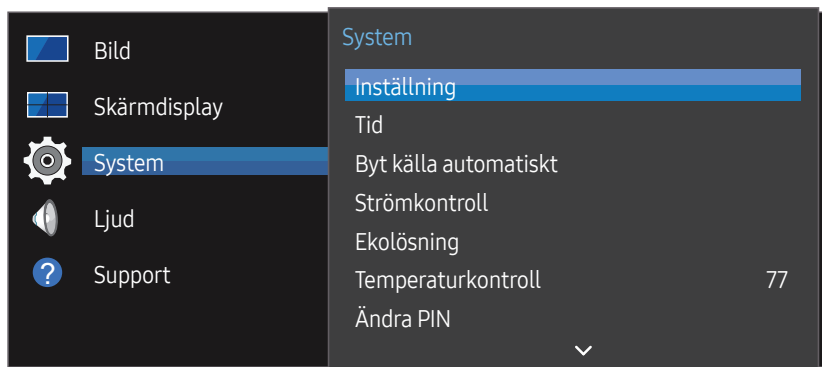 Bild
Skärmdisplay
System
Ljud
Support
System
Inställning
Tid
Byt källa automatiskt
Strömkontroll
Ekolösning
Temperaturkontroll 77
Ändra PIN